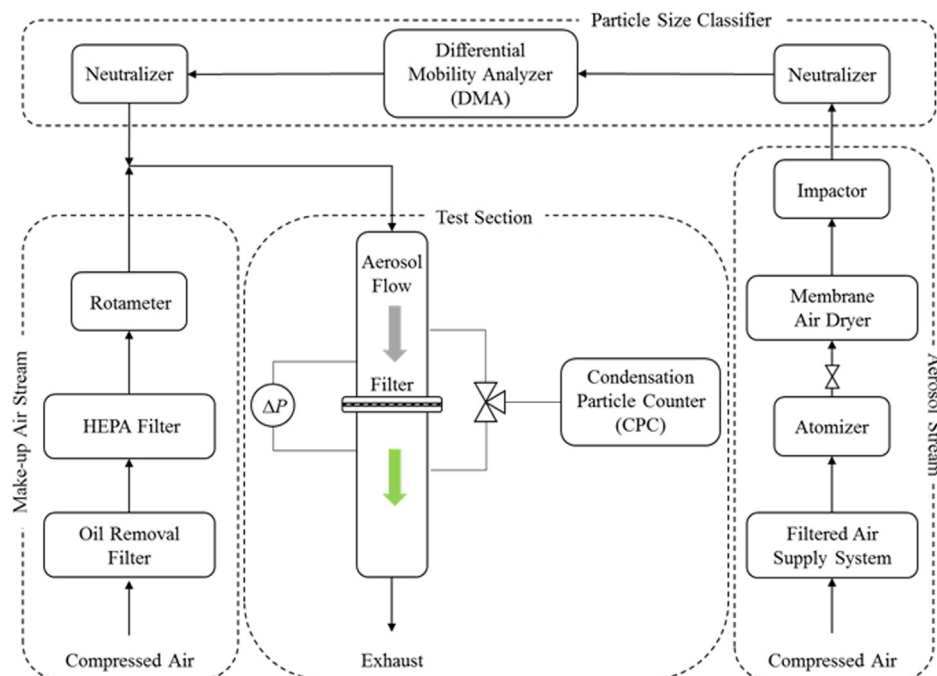 Particle Size Classifier
Neutralizer
Differential
Mobility Analyzer
(DMA)
Neutralizer
Impactor
Test Section
Aerosol
Flow
Rotameter
Membrane
Air Dryer
Make-up Air Stream
Aerosol Stream
Filter
ΔP
Condensation
Particle Counter
(CPC)
HEPA Filter
Atomizer
Oil Removal
Filter
Filtered Air
Supply System
Compressed Air
Exhaust
Compressed Air